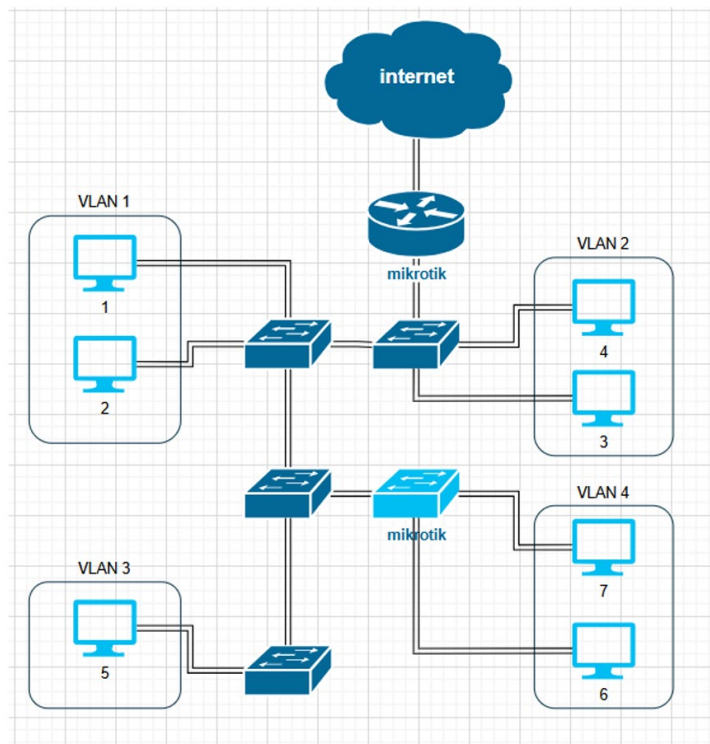 internet
VLAN 1
mikrotik
VLAN 2
1
4
2
3
VLAN 4
mikrotik
VLAN 3
7
5
6